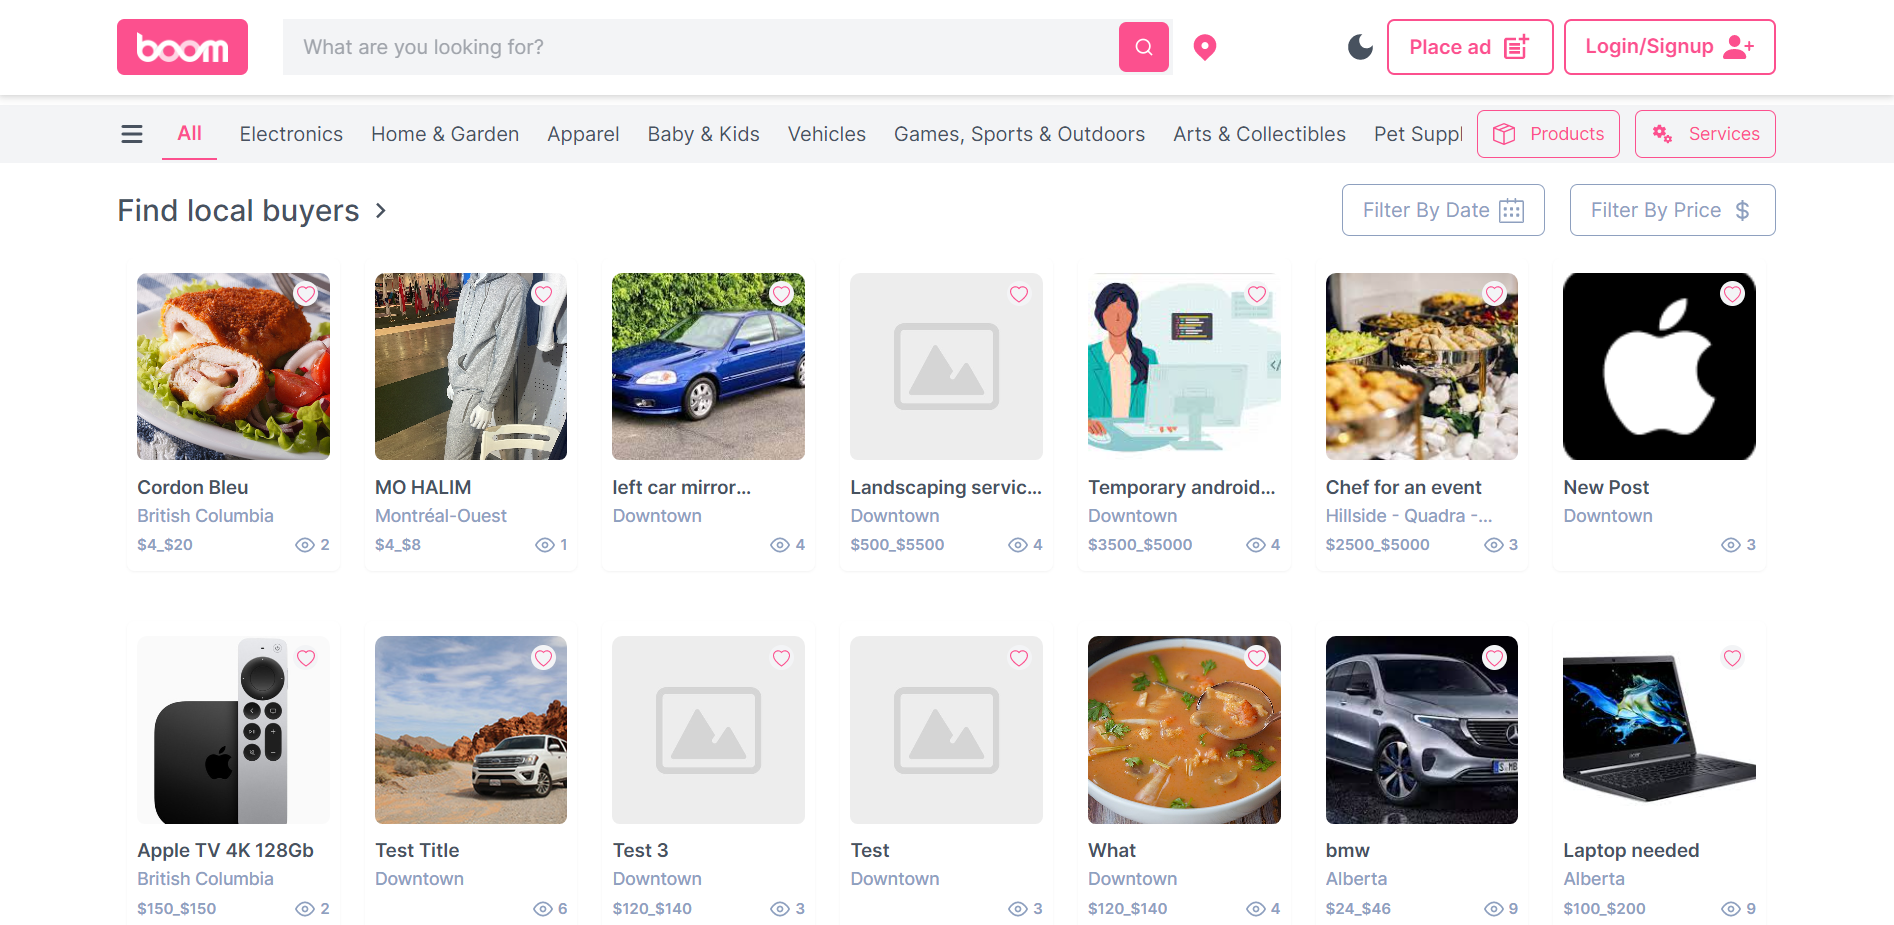 boom
What are you looking for?
Place ad
Login/Signup
All
Electronics
Home & Garden
Apparel
Baby & Kids
Vehicles
Games, Sports & Outdoors
Arts & Collectibles
Pet Suppl
Products
Services
Find local buyers
Filter By Date
Filter By Price $
Cordon Bleu
British Columbia
$4_$20 2
MO HALIM
Montréal-Ouest
$4_$8 1
left car mirror...
Downtown
4
Landscaping servic...
Downtown
$500_$5500 4
Temporary android...
Downtown
$3500_$5000 4
Chef for an event
Hillside - Quadra -...
$2500_$5000 3
New Post
Downtown
3
Apple TV 4K 128Gb
British Columbia
$150_$150 2
Test Title
Downtown
6
Test 3
Downtown
$120_$140 3
Test
Downtown
3
What
Downtown
$120_$140 4
bmw
Alberta
$24_$46 9
Laptop needed
Alberta
$100_$200 9